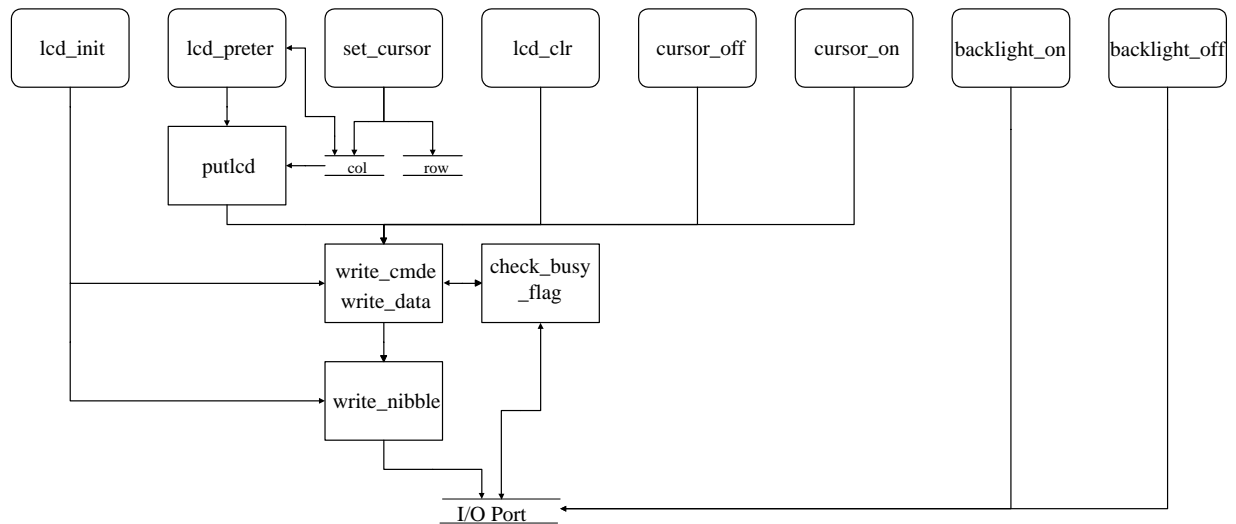 lcd_init
lcd_preter
set_cursor
lcd_clr
cursor_off
cursor_on
backlight_on
backlight_off
putlcd
col
row
write_cmde
write_data
check_busy
_flag
write_nibble
I/O Port